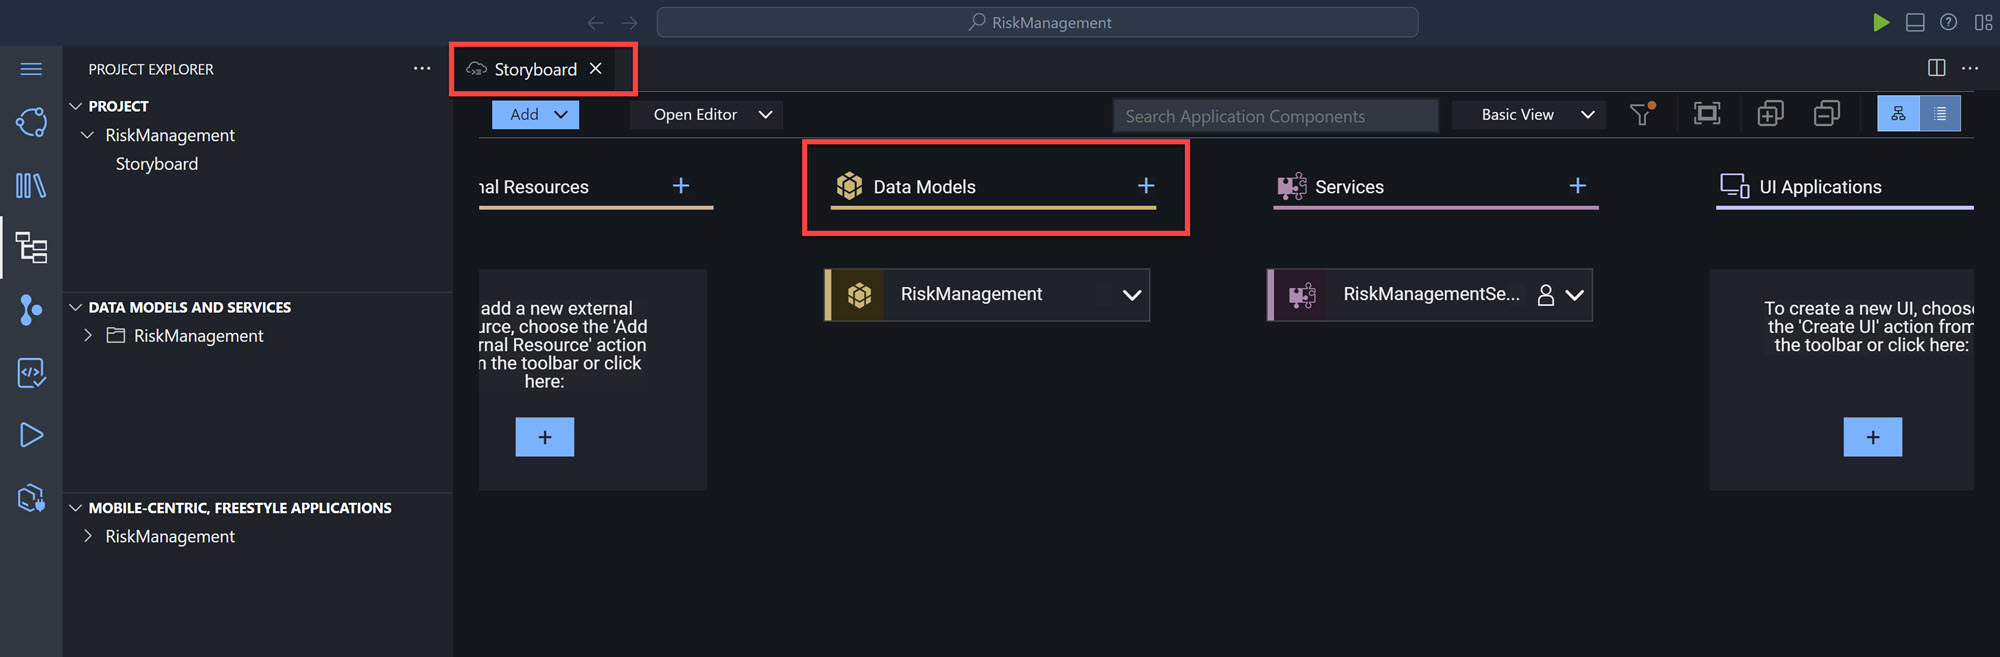 RiskManagement
PROJECT EXPLORER
PROJECT
RiskManagement
Storyboard
DATA MODELS AND SERVICES
RiskManagement
MOBILE-CENTRIC, FREESTYLE APPLICATIONS
RiskManagement
Storyboard
Add
Open Editor
Search Application Components
Basic View
nal Resources
Data Models
Services
UI Applications
add a new external
urce, choose the 'Add
rnal Resource' action
n the toolbar or click
here:
+
RiskManagement
RiskManagementSe...
To create a new UI, choose
the 'Create UI' action from
the toolbar or click here:
+